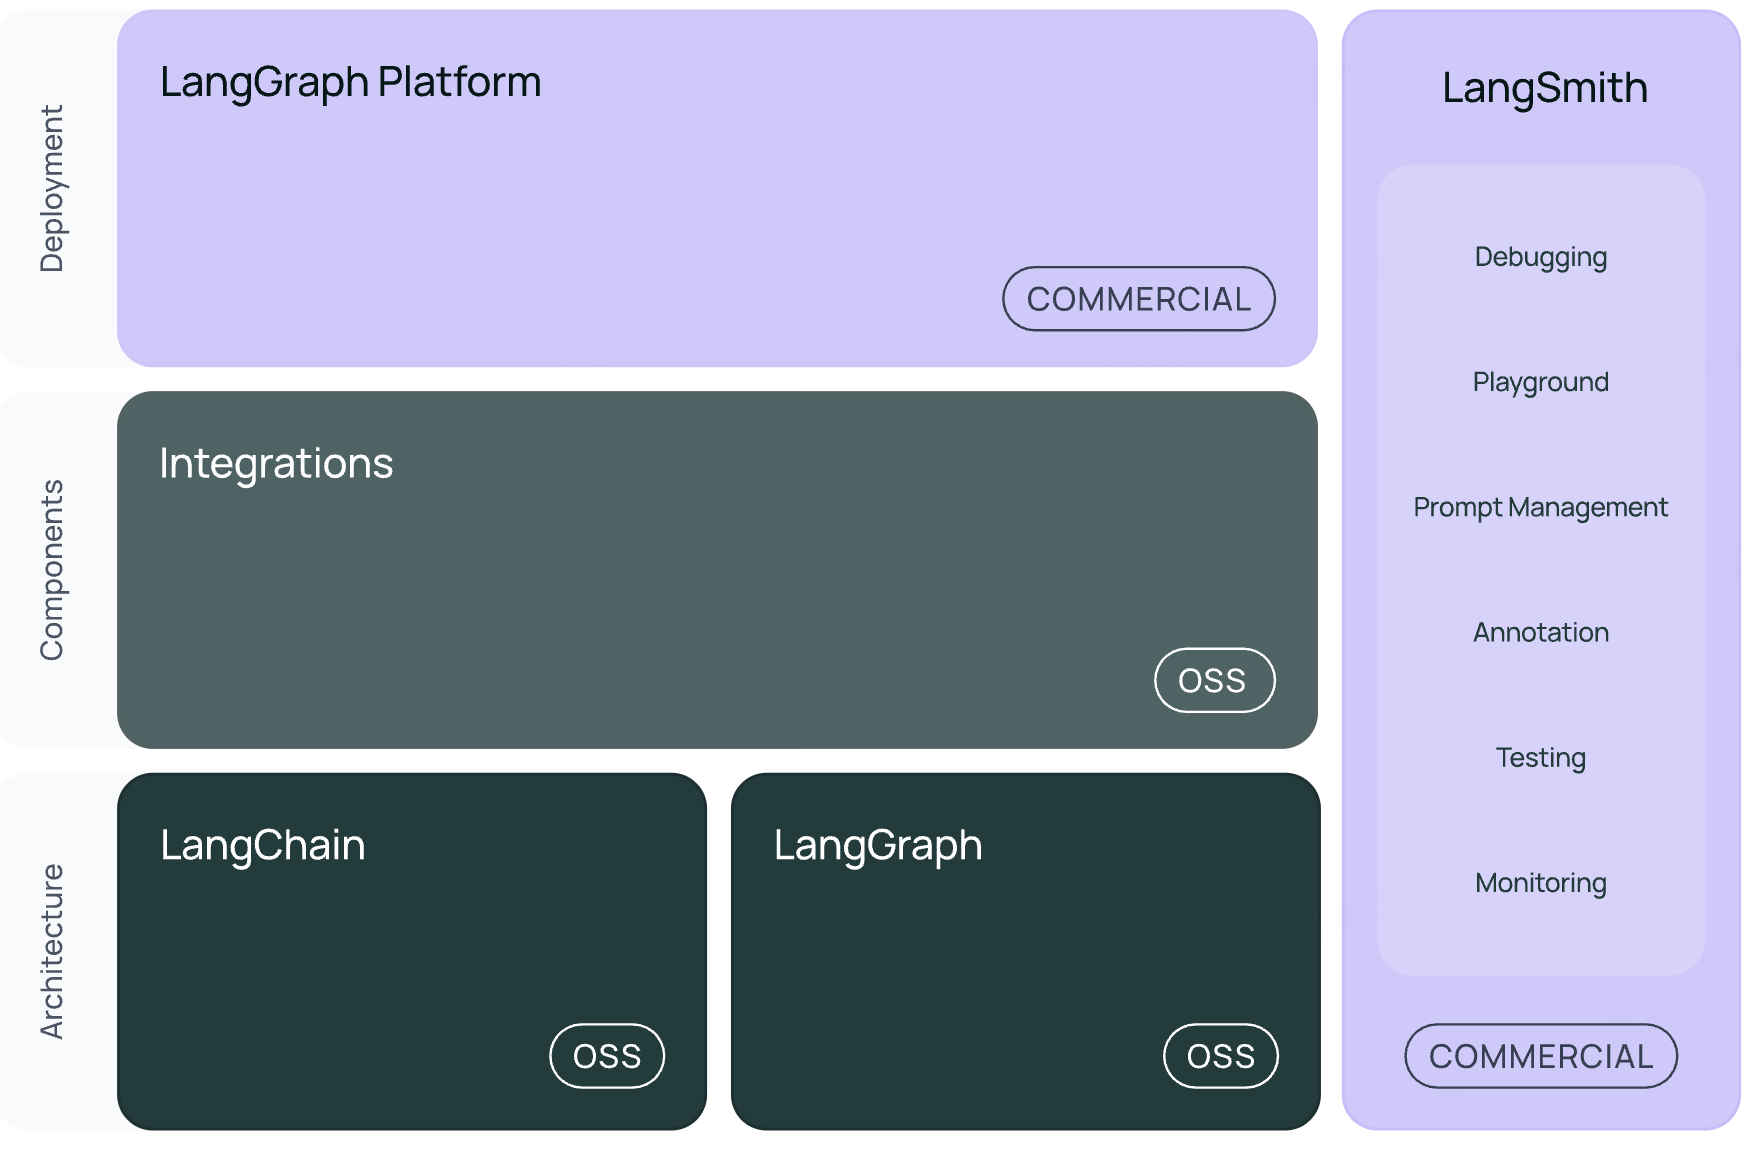 Deployment
LangGraph Platform
COMMERCIAL
Components
Integrations
OSS
Architecture
LangChain
OSS
LangGraph
OSS
LangSmith
Debugging
Playground
Prompt Management
Annotation
Testing
Monitoring
COMMERCIAL